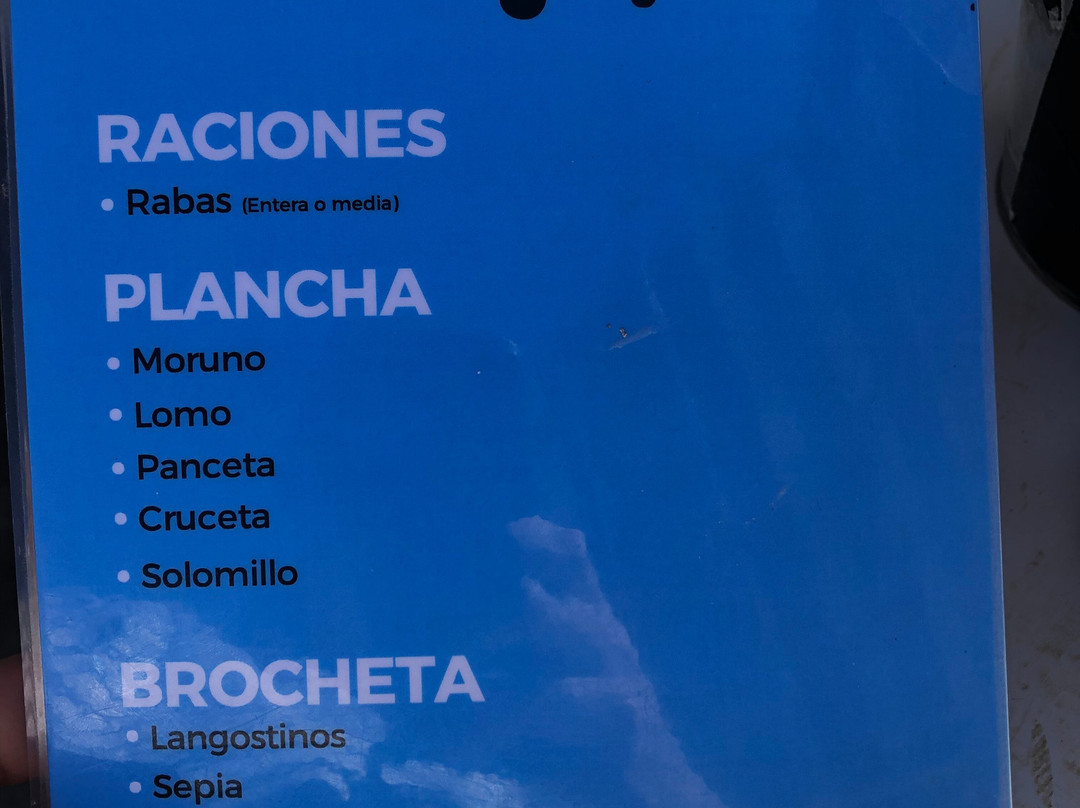 RACIONES
• Rabas (Entera o media)
PLANCHA
• Moruno
• Lomo
• Panceta
• Cruceta
• Solomillo
BROCHETA
• Langostinos
• Sepia